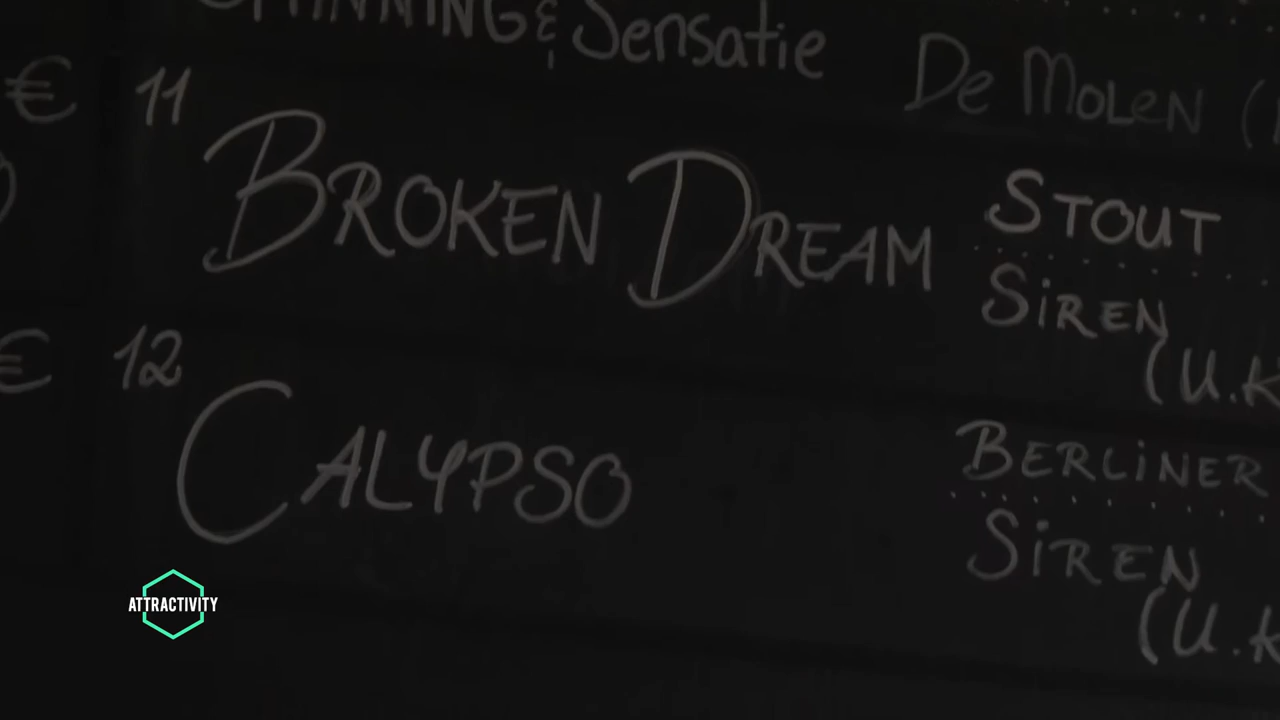 & Sensatie De MOLEN (
€ 11 BROKEN DREAM STOUT
SiREN
(U.K
€ 12 CALYPSO BERLiNER
SiREN
(U.K
ATTRACTIVITY